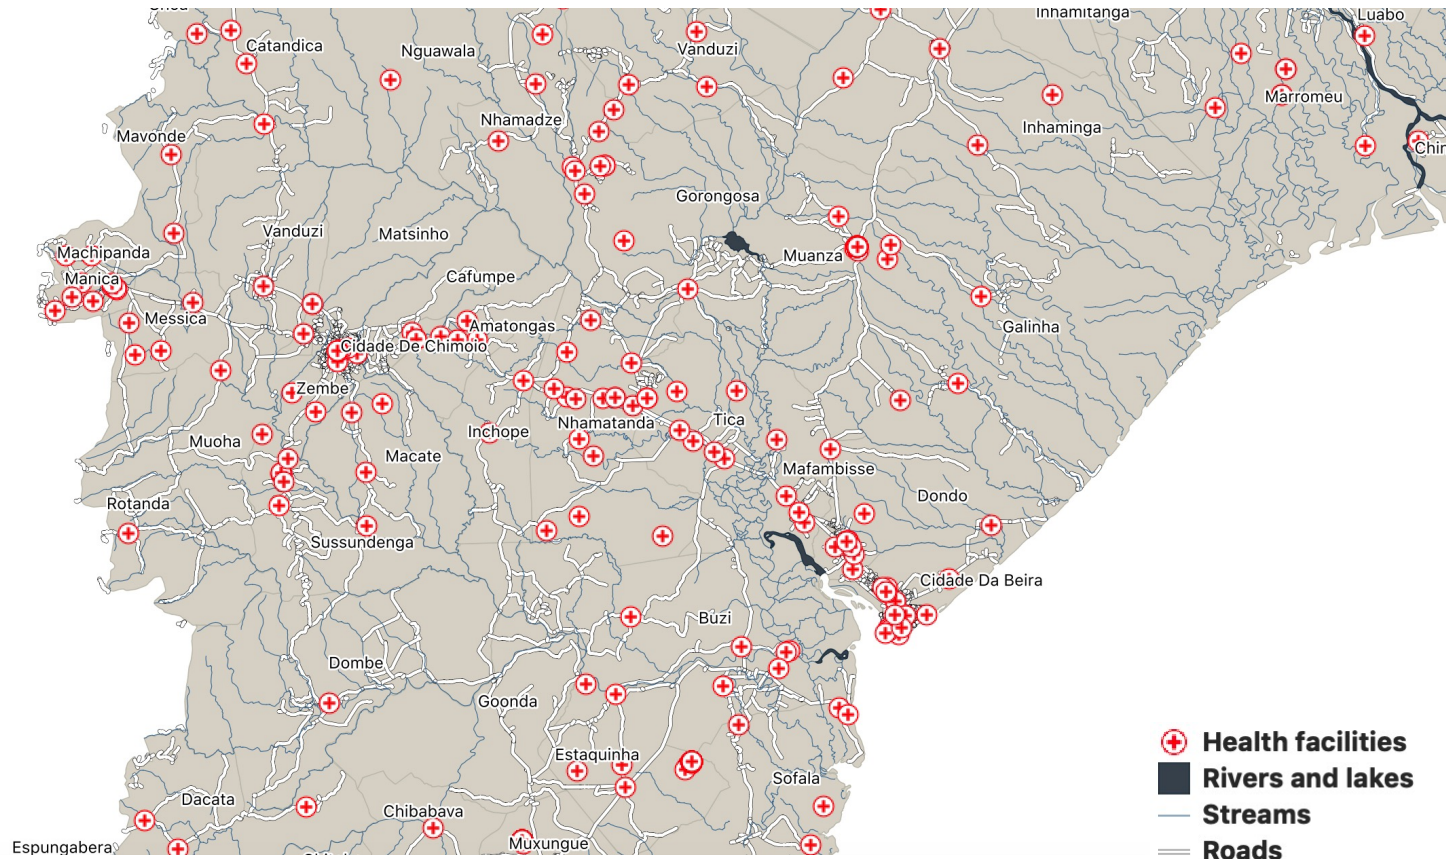 Inhamitanga
Luabo
Catandica
Nguawala
Vanduzi
Marromeu
Nhamadze
Inhaminga
Mavonde
Chin
Gorongosa
Vanduzi
Matsinho
Machipanda
Muanza
Manica
Cafumpe
Messica
Amatongas
Galinha
Cidade De Chimoio
Zembe
Nhamatanda
Tica
Inchope
Muoha
Macate
Mafambisse
Rotanda
Dondo
Sussundenga
Cidade Da Beira
Buzi
Dombe
Goonda
Estaquinha
Sofala
Dacata
Chibabava
Espungabera
Muxungue
Health facilities
Rivers and lakes
Streams
Roads